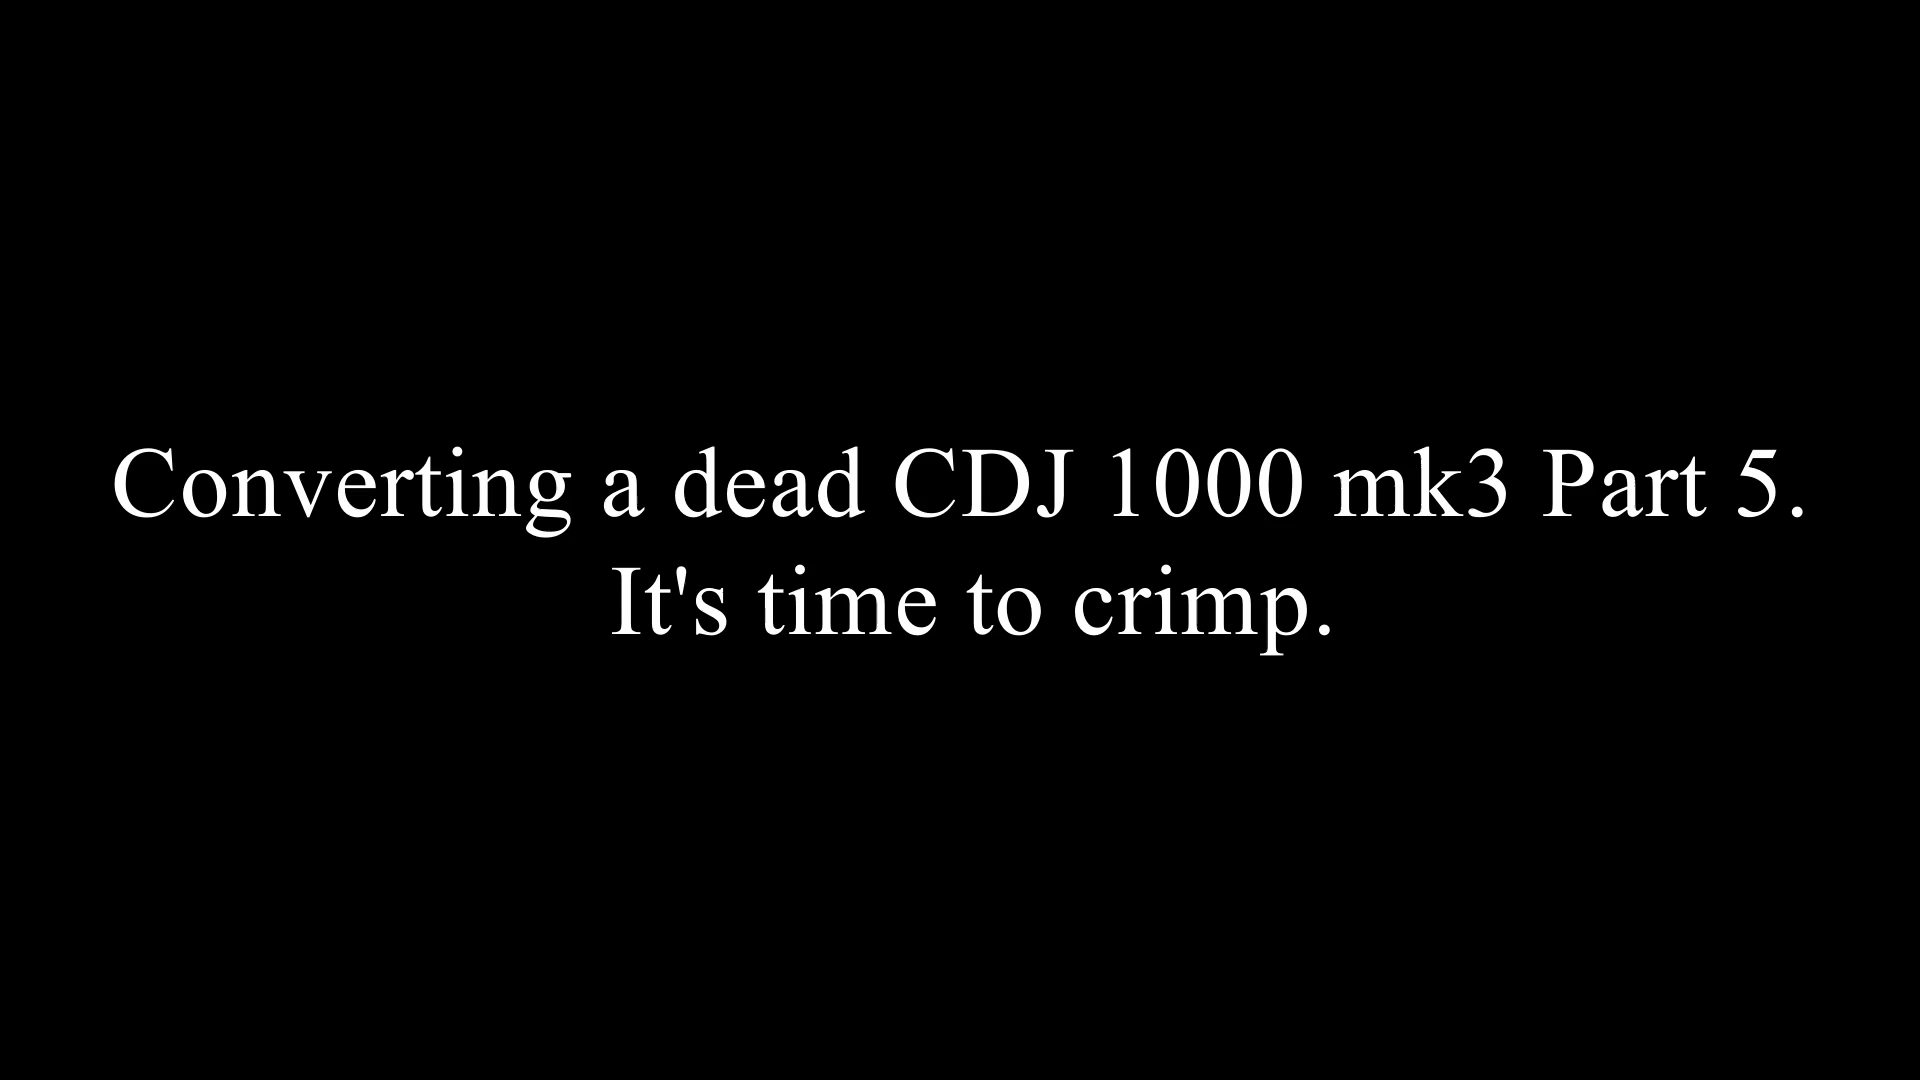 Converting a dead CDJ 1000 mk3 Part 5.
It's time to crimp.